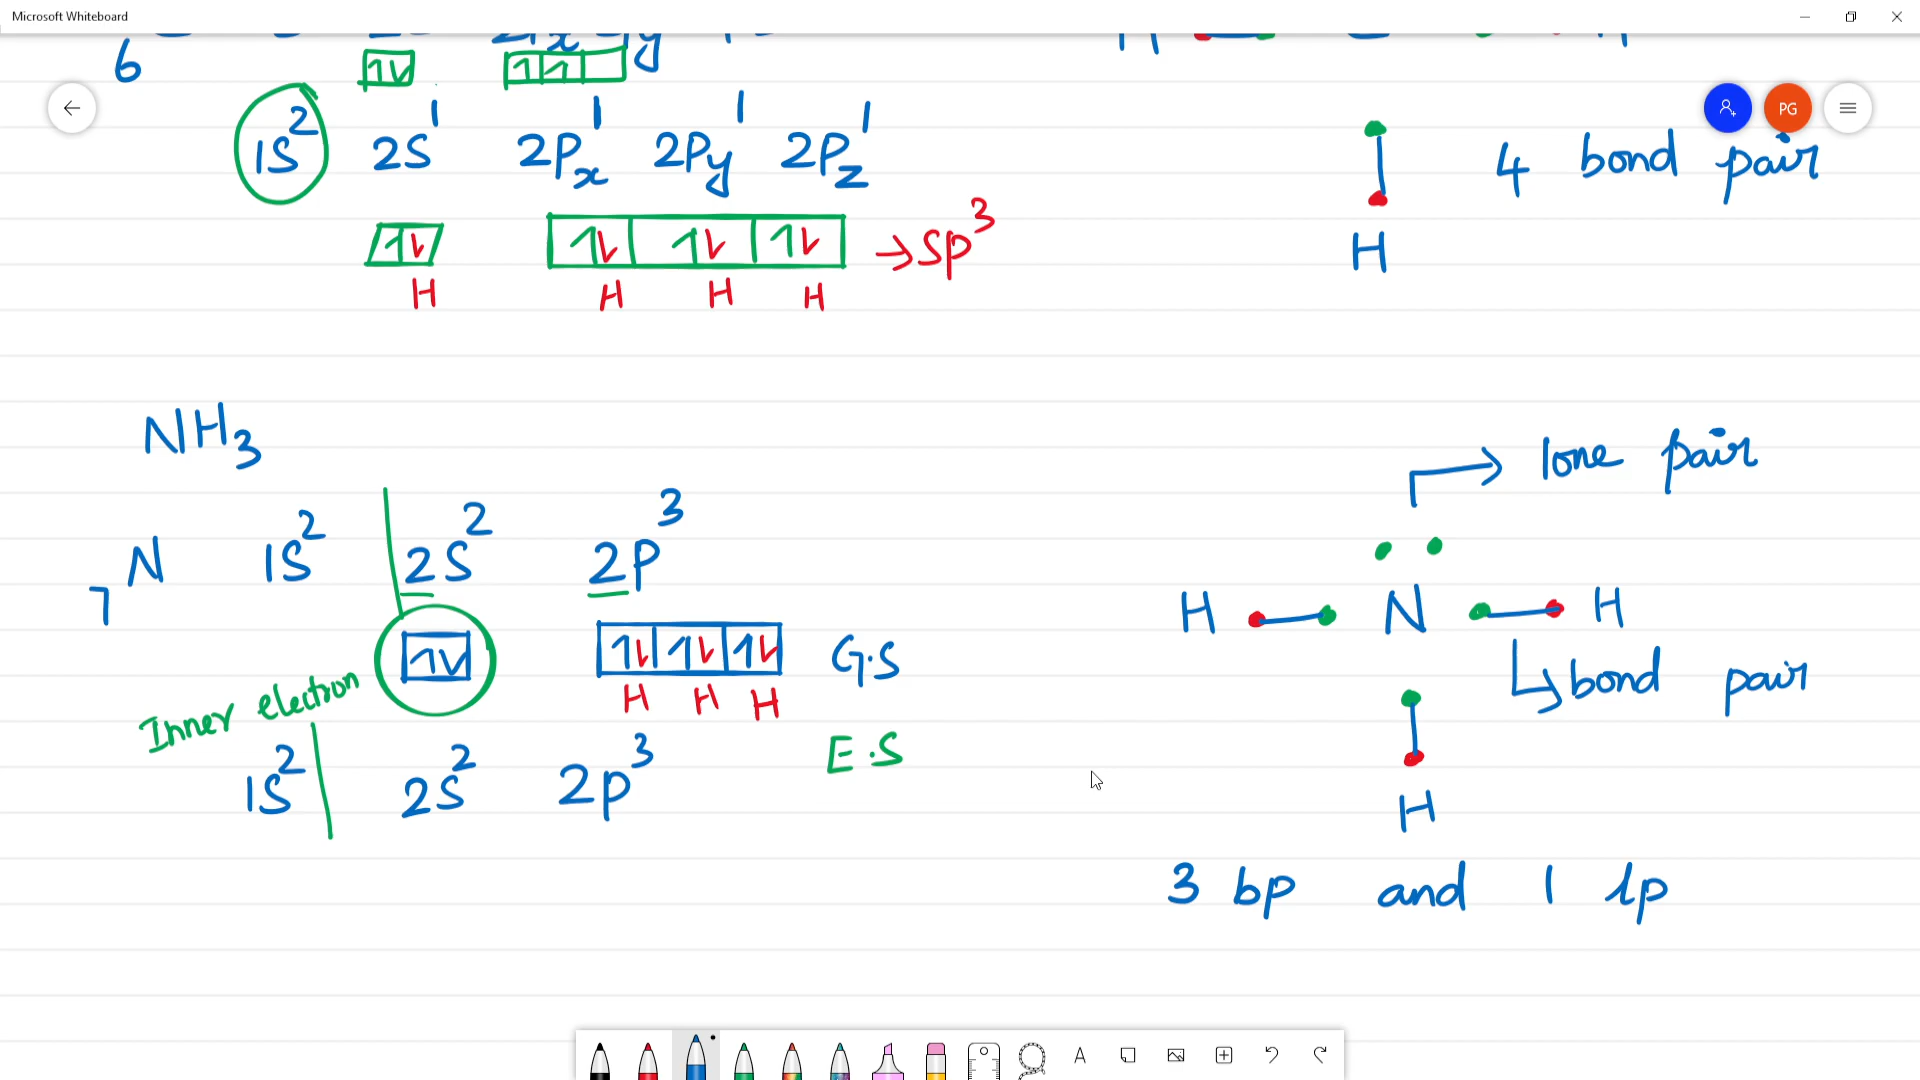 Microsoft Whiteboard
6
1S² 2S¹ 2Px¹ 2Py¹ 2Pz¹
→SP³
H H H H
PG
4 bond pair
H
NH3
7N 1S² 2S² 2P³
G.S
H H H
Inner electron
E.S
1S² 2S² 2p³
lone pair
H N H
bond pair
H
3 bp and 1 lp
A